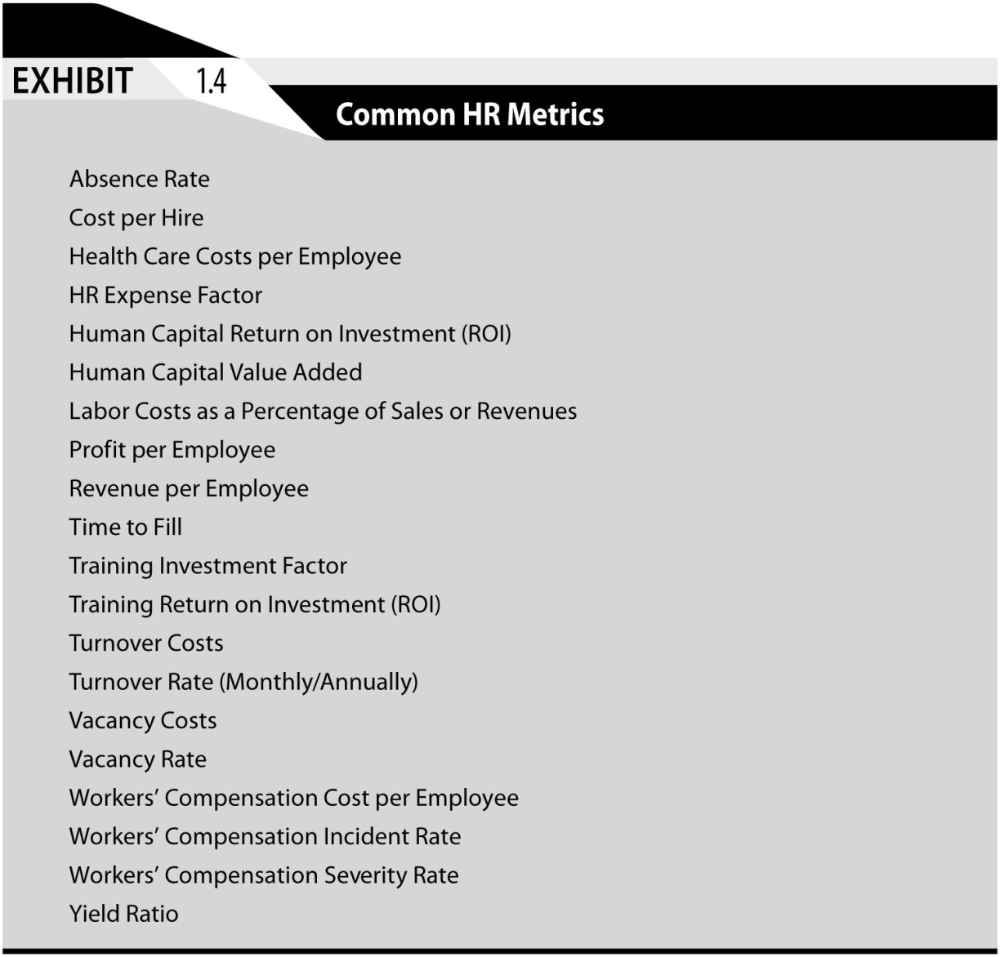 EXHIBIT 1.4
Common HR Metrics
Absence Rate
Cost per Hire
Health Care Costs per Employee
HR Expense Factor
Human Capital Return on Investment (ROI)
Human Capital Value Added
Labor Costs as a Percentage of Sales or Revenues
Profit per Employee
Revenue per Employee
Time to Fill
Training Investment Factor
Training Return on Investment (ROI)
Turnover Costs
Turnover Rate (Monthly/Annually)
Vacancy Costs
Vacancy Rate
Workers’ Compensation Cost per Employee
Workers’ Compensation Incident Rate
Workers’ Compensation Severity Rate
Yield Ratio